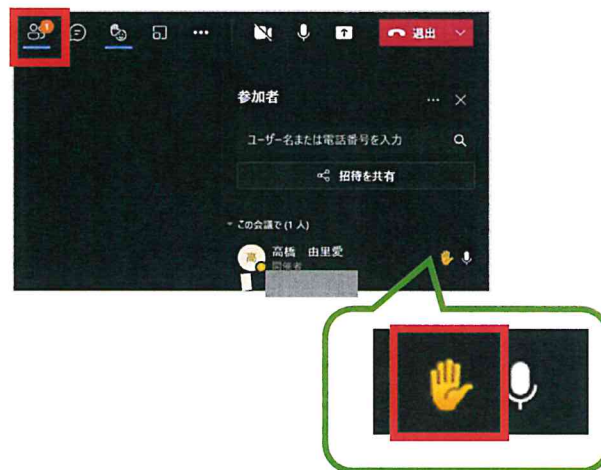 1
退出
参加者
ユーザー名または電話番号を入力
招待を共有
この会議で (1 人)
高 高橋 由里愛
開催者